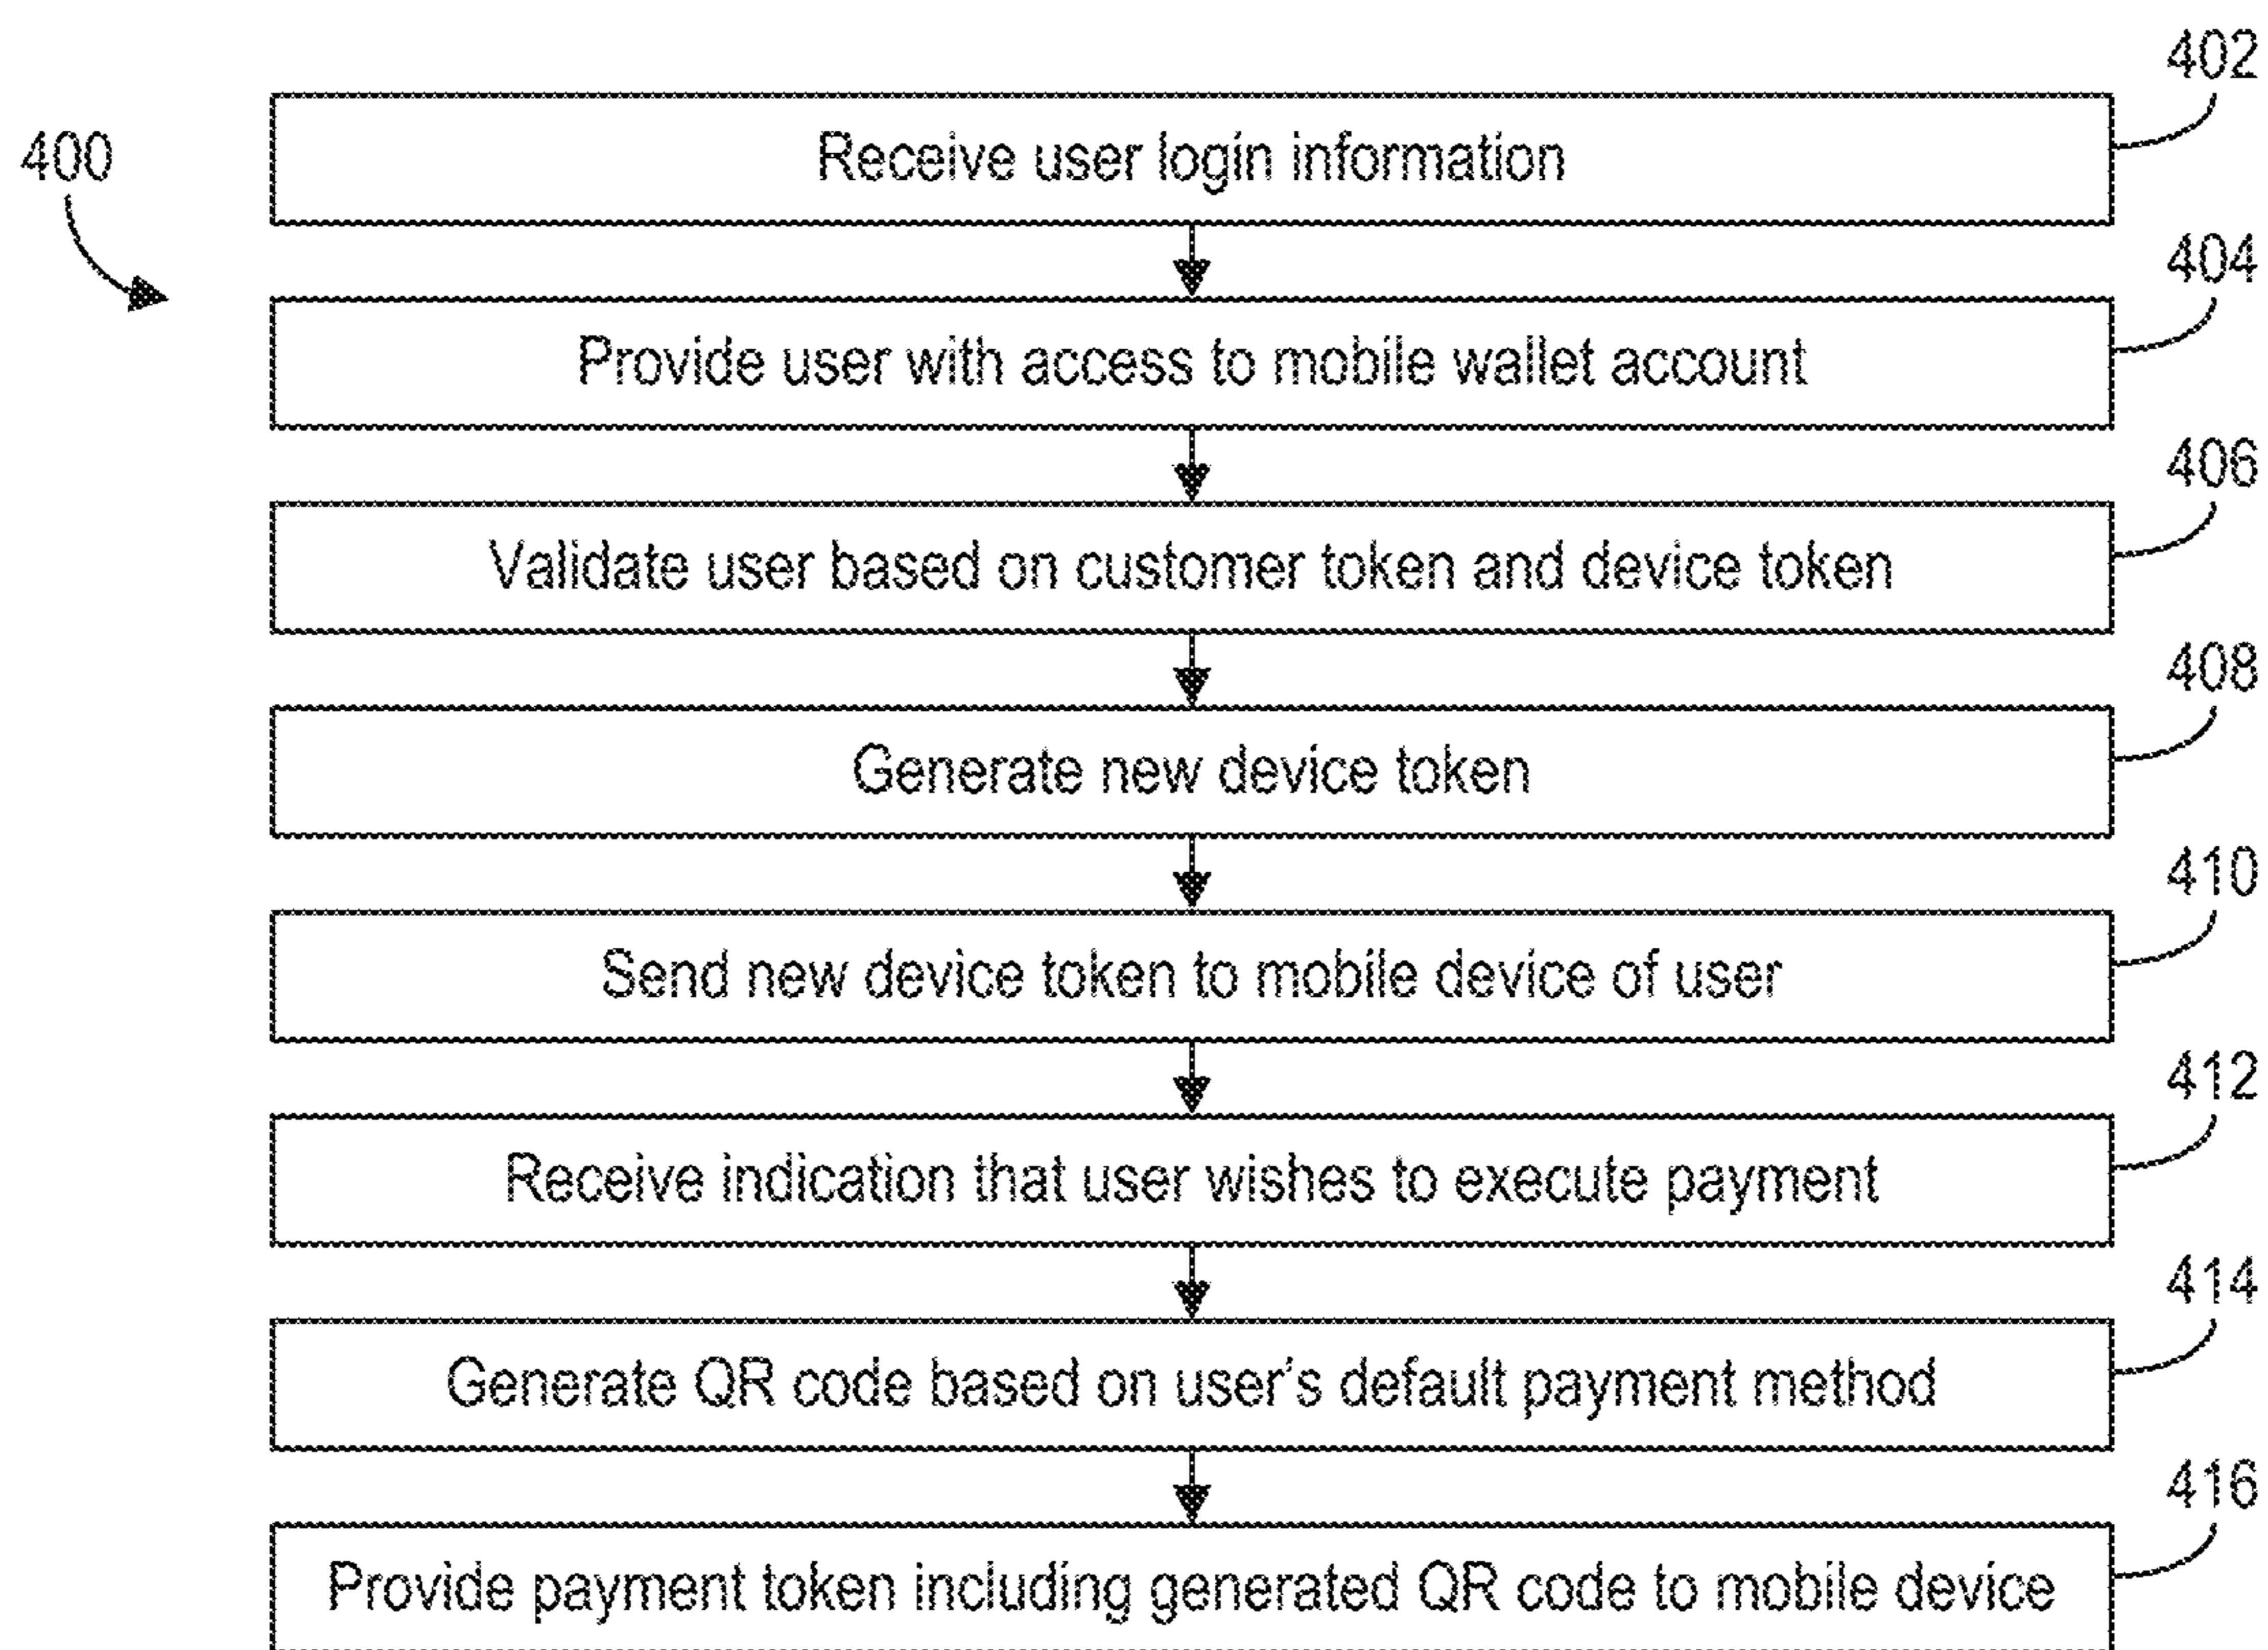 402
400
Receive user login information
404
Provide user with access to mobile wallet account
406
Validate user based on customer token and device token
408
Generate new device token
410
Send new device token to mobile device of user
412
Receive indication that user wishes to execute payment
414
Generate QR code based on user's default payment method
416
Provide payment token including generated QR code to mobile device